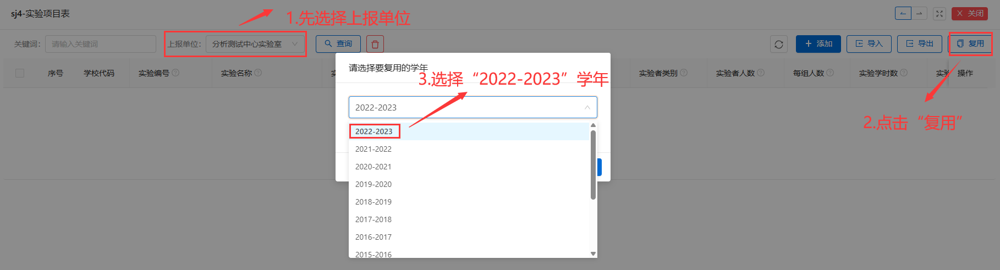 sj4-实验项目表
1.先选择上报单位
关闭
关键词：
请输入关键词
上报单位：
分析测试中心实验室
查询
添加
导入
导出
复用
请选择要复用的学年
序号
学校代码
实验编号
实验名称
实验者类别
实验者人数
每组人数
实验学时数
操作
3.选择“2022-2023”学年
2022-2023
2.点击“复用”
2022-2023
2021-2022
2020-2021
2019-2020
2018-2019
2017-2018
2016-2017
2015-2016